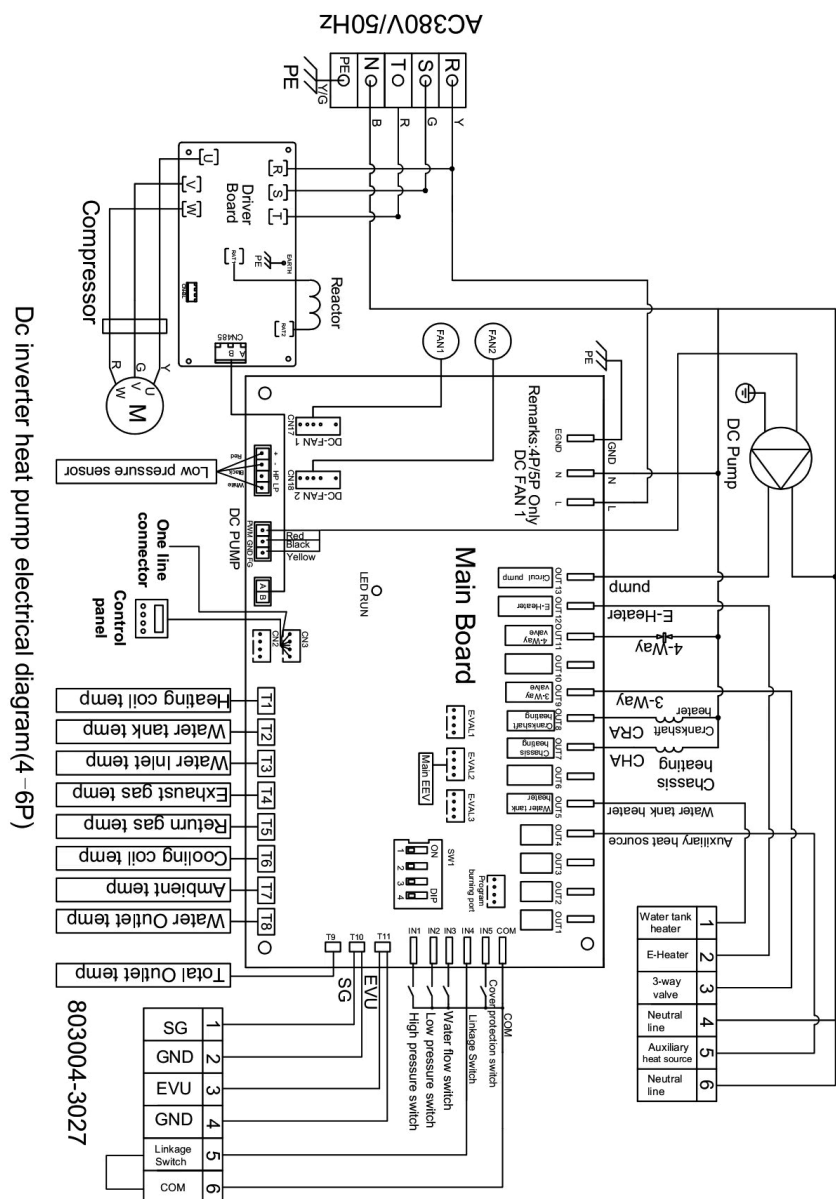 AC380V/50Hz
PE
N
T
S
R
PE
Y/G
B
R
G
Y
U
V
W
R
S
T
Driver
Board
RAT1
PE
EARTH
RAT2
Reactor
CN485
A B
Compressor
R
G
Y
W
V
U
M
FAN1
FAN2
PE
DC Pump
CN17
DC-FAN 1
CN18
DC-FAN 2
Remarks:4P/5P Only
DC FAN 1
EGND
N
L
GND
N
L
Low pressure sensor
Red
Black
White
+
-
HP
LP
PWM GND FG
DC PUMP
Red
Black
Yellow
A B
One line
connector
Control
panel
CN2
CN3
LED RUN
Main Board
OUT13
Circul pump
pump
OUT12
E-Heater
E-Heater
OUT11
4-Way
valve
4-Way
OUT10
OUT9
3-Way
valve
3-Way
OUT8
Crankshaft
heating
CRA
Crankshaft
heater
OUT7
Chassis
heating
CHA
Chassis
heating
OUT6
OUT5
Water tank
heater
Water tank heater
OUT4
Auxiliary heat source
OUT3
OUT2
OUT1
E-VAL1
E-VAL2
E-VAL3
Main EEV
SW1
ON
DIP
1
2
3
4
Program
burning port
Heating coil temp
T1
Water tank temp
T2
Water Inlet temp
T3
Exhaust gas temp
T4
Return gas temp
T5
Cooling coil temp
T6
Ambient temp
T7
Water Outlet temp
T8
Total Outlet temp
T9
T10
T11
SG
EVU
IN1
IN2
IN3
IN4
IN5
COM
High pressure switch
Low pressure switch
Water flow switch
Linkage Switch
Cover protection switch
COM
Water tank
heater
1
E-Heater
2
3-way
valve
3
Neutral
line
4
Auxiliary
heat source
5
Neutral
line
6
SG
1
GND
2
EVU
3
GND
4
Linkage
Switch
5
COM
6
803004-3027
Dc inverter heat pump electrical diagram(4-6P)